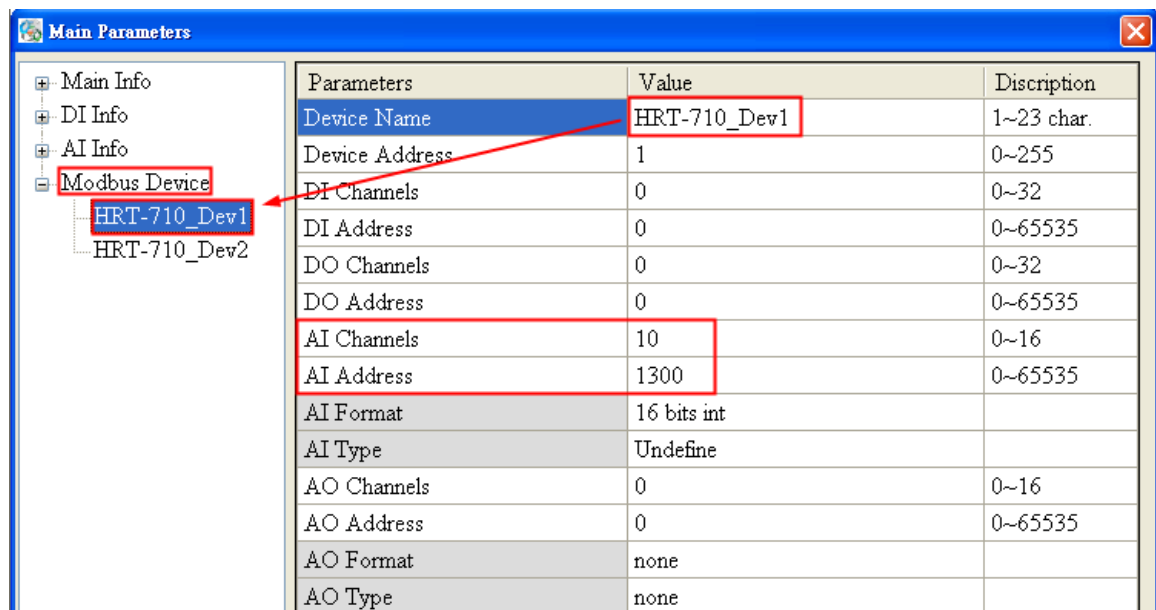 Main Parameters
Main Info
DI Info
AI Info
Modbus Device
HRT-710_Dev1
HRT-710_Dev2
Parameters Value Discription
Device Name HRT-710_Dev1 1~23 char.
Device Address 1 0~255
DI Channels 0 0~32
DI Address 0 0~65535
DO Channels 0 0~32
DO Address 0 0~65535
AI Channels 10 0~16
AI Address 1300 0~65535
AI Format 16 bits int
AI Type Undefine
AO Channels 0 0~16
AO Address 0 0~65535
AO Format none
AO Type none